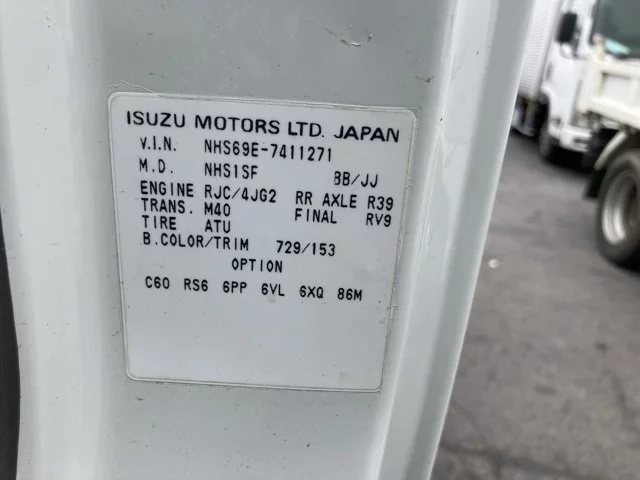 ISUZU MOTORS LTD. JAPAN
V.I.N. NHS69E-7411271
M.D. NHS1SF BB/JJ
ENGINE RJC/4JG2 RR AXLE R39
TRANS. M40 FINAL RV9
TIRE ATU
B.COLOR/TRIM 729/153
OPTION
C60 RS6 6PP 6VL 6XQ 86M